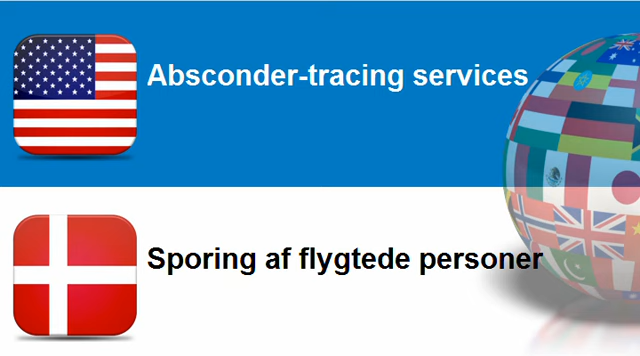 Absconder-tracing services
Sporing af flygtede personer